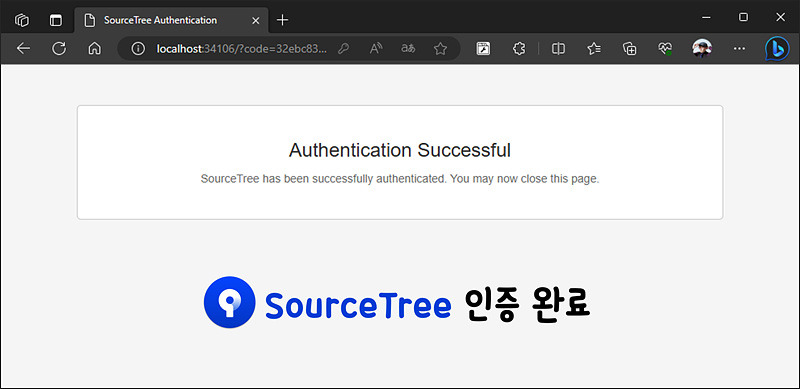 SourceTree Authentication
localhost:34106/?code=32ebc83...
Authentication Successful
SourceTree has been successfully authenticated. You may now close this page.
SourceTree 인증 완료